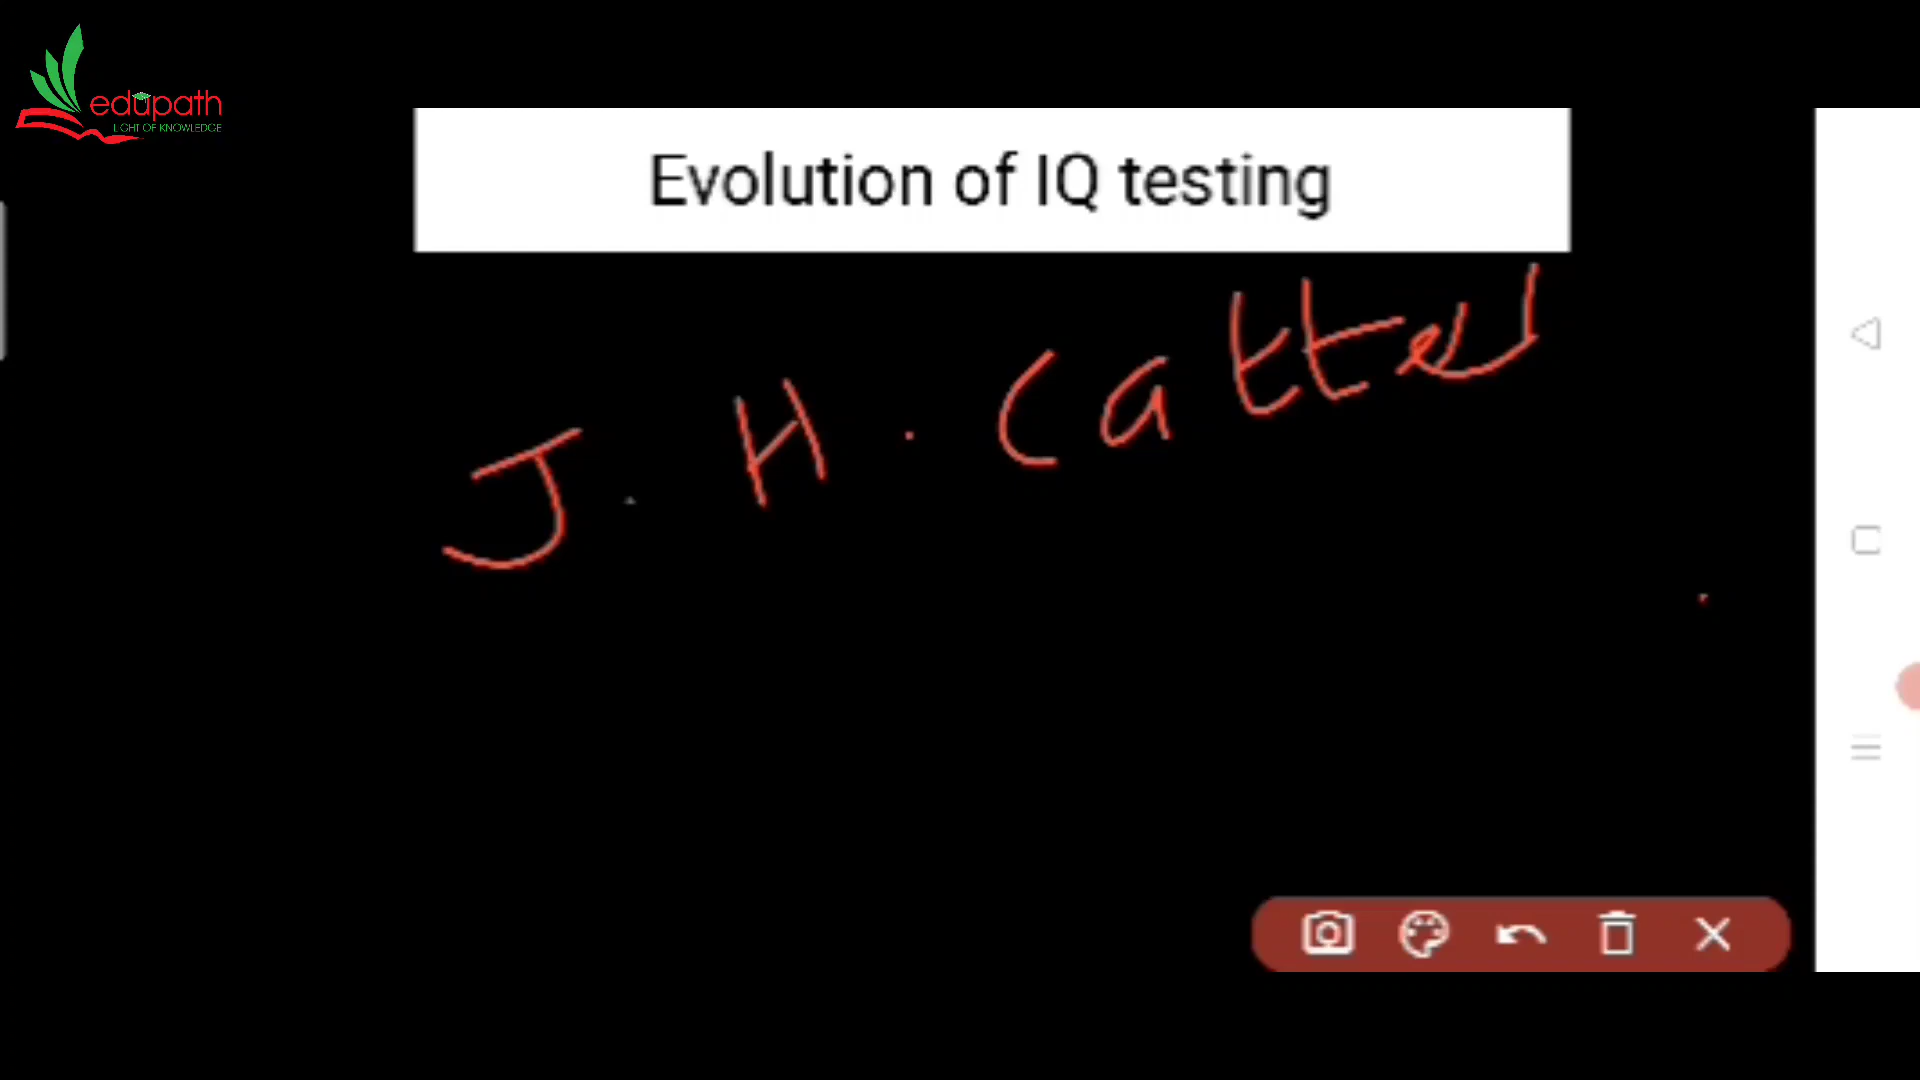 edupath
LIGHT OF KNOWLEDGE
Evolution of IQ testing
J. H. Cattel